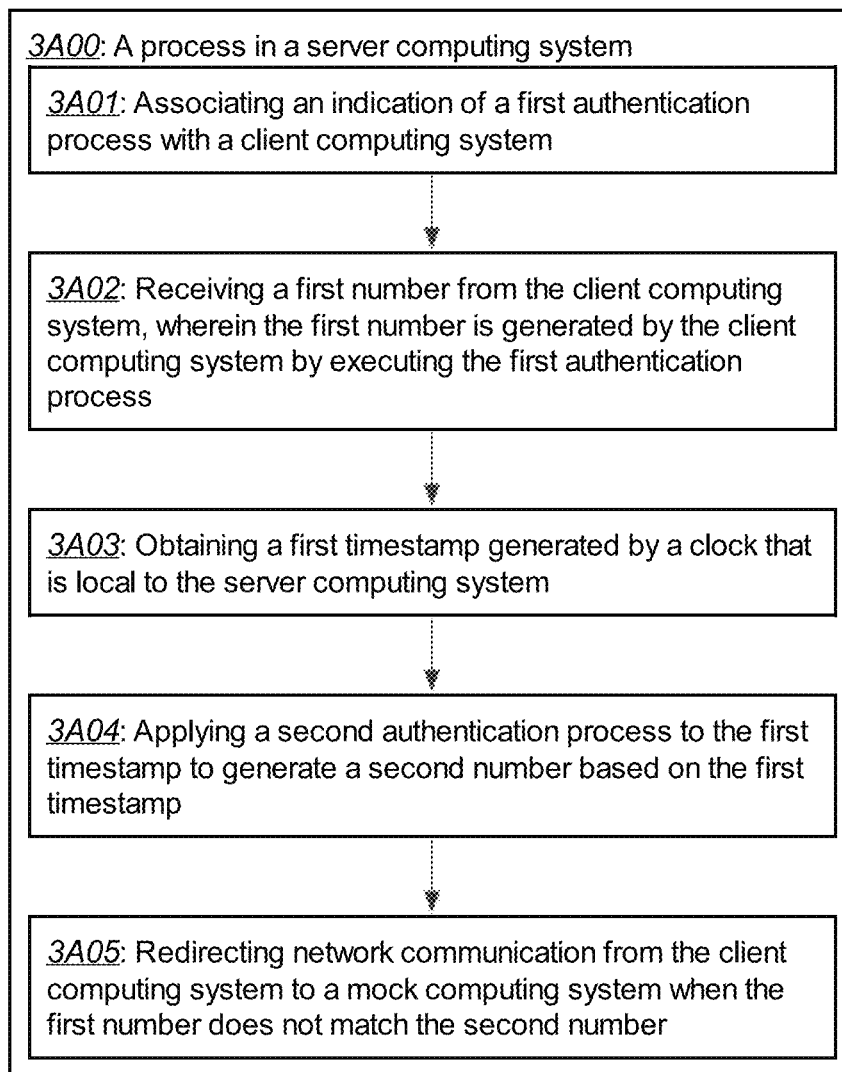 3A00: A process in a server computing system
3A01: Associating an indication of a first authentication
process with a client computing system
3A02: Receiving a first number from the client computing
system, wherein the first number is generated by the client
computing system by executing the first authentication
process
3A03: Obtaining a first timestamp generated by a clock that
is local to the server computing system
3A04: Applying a second authentication process to the first
timestamp to generate a second number based on the first
timestamp
3A05: Redirecting network communication from the client
computing system to a mock computing system when the
first number does not match the second number